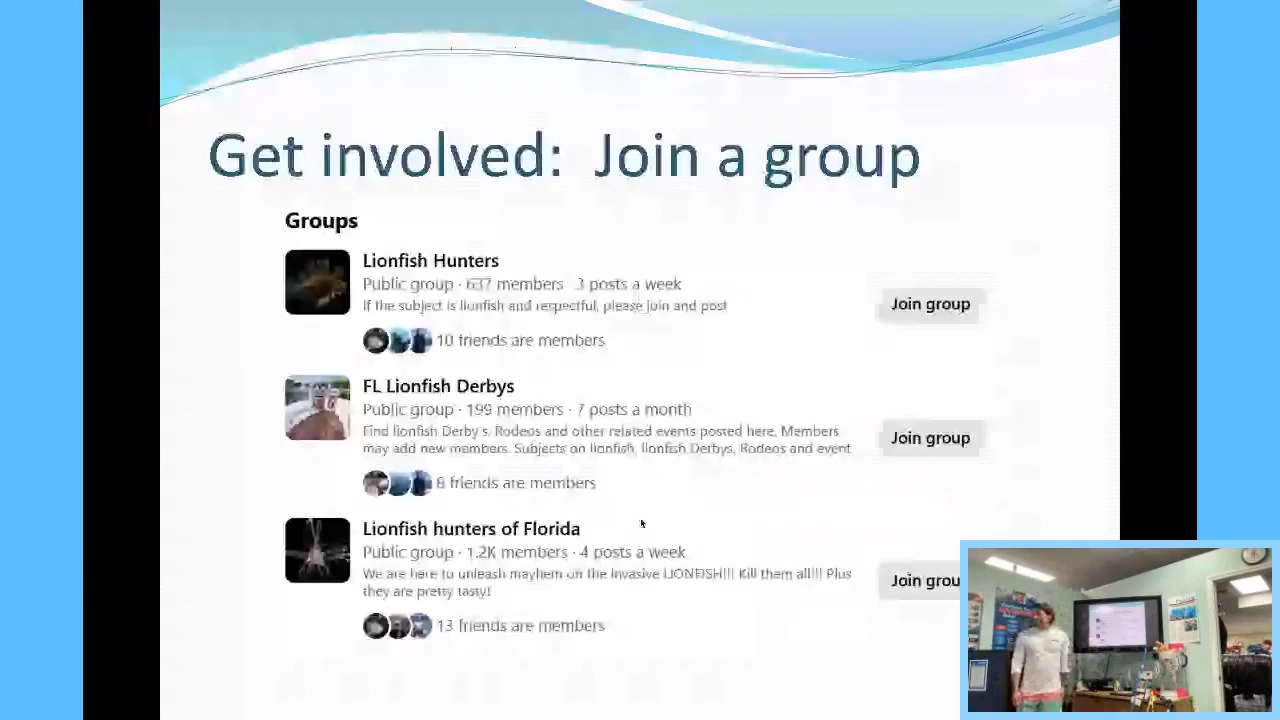 Get involved: Join a group
Groups
Lionfish Hunters
Public group · 637 members · 3 posts a week
If the subject is lionfish and respectful, please join and post
Join group
10 friends are members
FL Lionfish Derbys
Public group · 199 members · 7 posts a month
Find lionfish Derby's, Rodeos and other related events posted here. Members
may add new members. Subjects on lionfish, lionfish Derbys, Rodeos and event
Join group
8 friends are members
Lionfish hunters of Florida
Public group · 1.2K members · 4 posts a week
We are here to unleash mayhem on the invasive LIONFISH!!! Kill them all!!! Plus
they are pretty tasty!
Join grou
13 friends are members